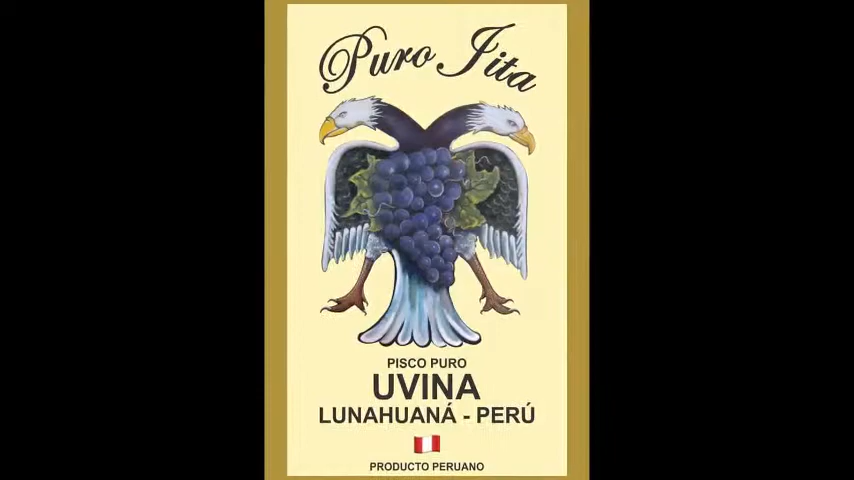 Puro Jita
PISCO PURO
UVINA
LUNAHUANÁ - PERÚ
PRODUCTO PERUANO